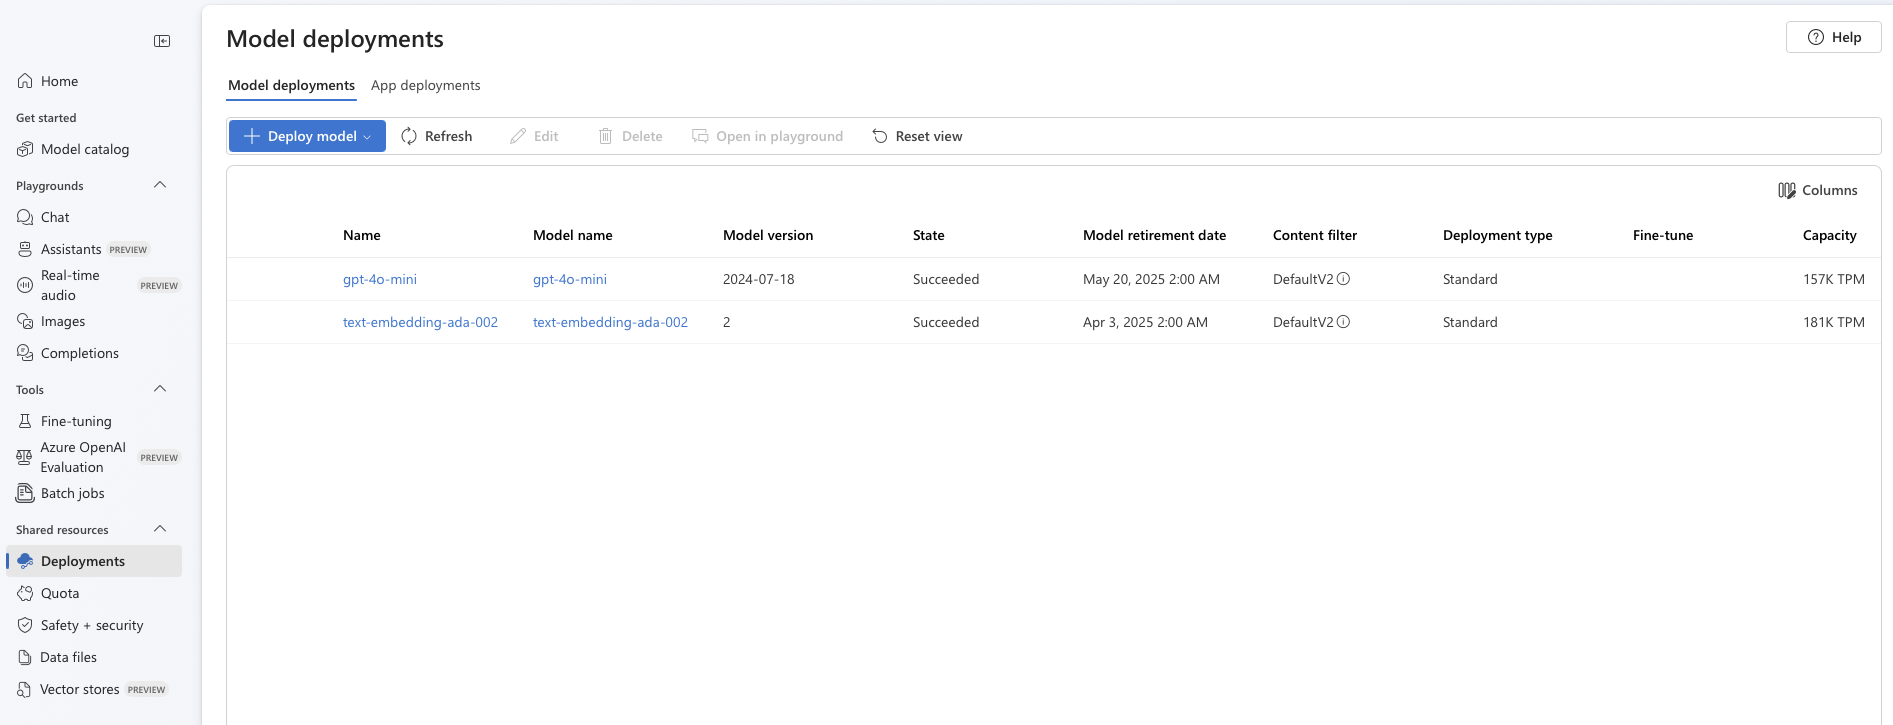 Home
Get started
Model catalog
Playgrounds
Chat
Assistants PREVIEW
Real-time
audio PREVIEW
Images
Completions
Tools
Fine-tuning
Azure OpenAI
Evaluation PREVIEW
Batch jobs
Shared resources
Deployments
Quota
Safety + security
Data files
Vector stores PREVIEW
Model deployments
Help
Model deployments App deployments
Deploy model Refresh Edit Delete Open in playground Reset view
Columns
Name Model name Model version State Model retirement date Content filter Deployment type Fine-tune Capacity
gpt-4o-mini gpt-4o-mini 2024-07-18 Succeeded May 20, 2025 2:00 AM DefaultV2 Standard 157K TPM
text-embedding-ada-002 text-embedding-ada-002 2 Succeeded Apr 3, 2025 2:00 AM DefaultV2 Standard 181K TPM